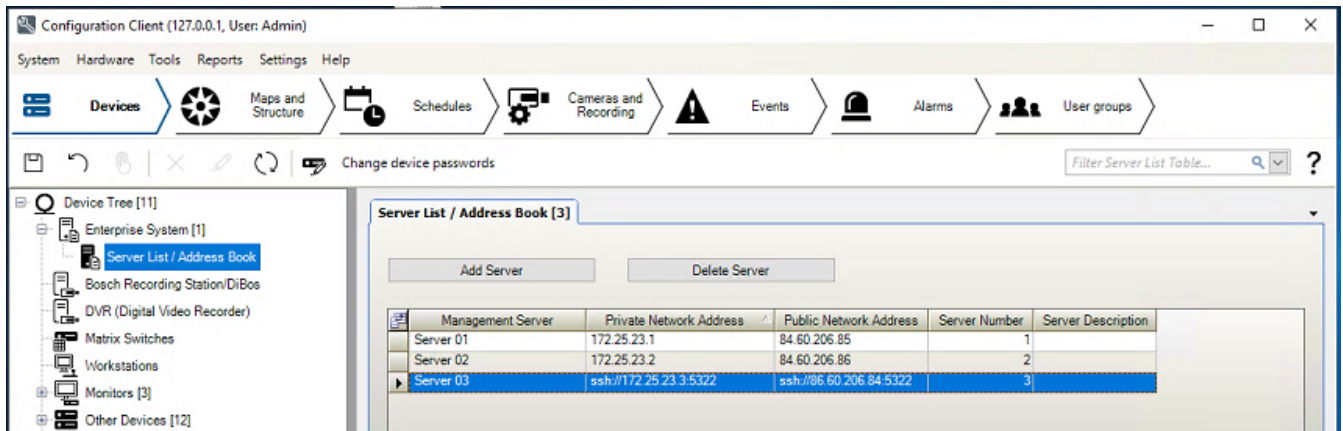 Configuration Client (127.0.0.1, User: Admin)
System Hardware Tools Reports Settings Help
Devices Maps and Structure Schedules Cameras and Recording Events Alarms User groups
Change device passwords Filter Server List Table... ?
Device Tree [11]
Enterprise System [1]
Server List / Address Book
Bosch Recording Station/DiBos
DVR (Digital Video Recorder)
Matrix Switches
Workstations
Monitors [3]
Other Devices [12]
Server List / Address Book [3]
Add Server Delete Server
Management Server Private Network Address Public Network Address Server Number Server Description
Server 01 172.25.23.1 84.60.206.85 1
Server 02 172.25.23.2 84.60.206.86 2
Server 03 ssh://172.25.23.3:5322 ssh://86.60.206.84:5322 3